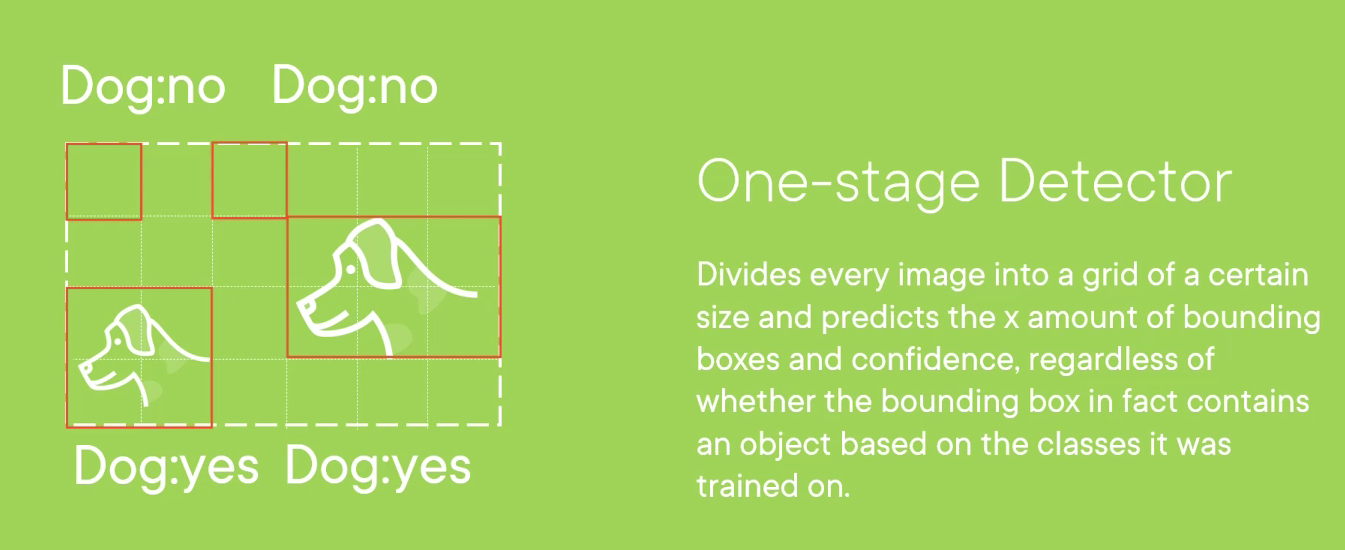 Dog:no Dog:no
One-stage Detector
Divides every image into a grid of a certain
size and predicts the x amount of bounding
boxes and confidence, regardless of
whether the bounding box in fact contains
an object based on the classes it was
trained on.
Dog:yes Dog:yes